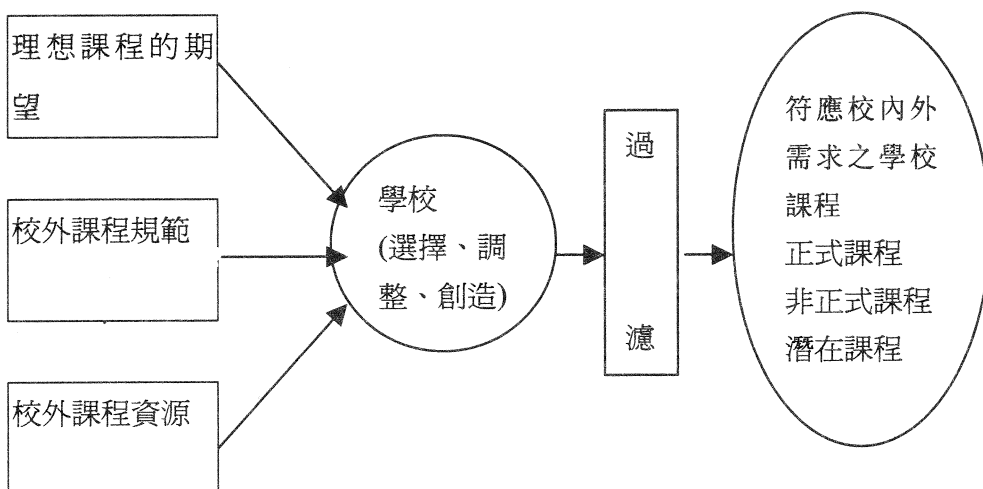 理想課程的期
望
校外課程規範
校外課程資源
學校
(選擇、調
整、創造)
過
濾
符應校內外
需求之學校
課程
正式課程
非正式課程
潛在課程